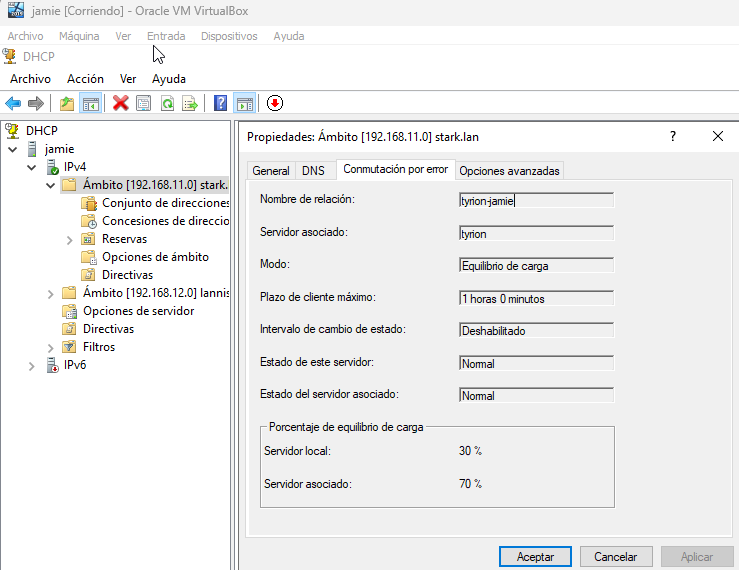 jamie [Corriendo] - Oracle VM VirtualBox
Archivo Máquina Ver Entrada Dispositivos Ayuda
DHCP
Archivo Acción Ver Ayuda
DHCP
jamie
IPv4
Ámbito [192.168.11.0] stark.
Conjunto de direcciones
Concesiones de direccio
Reservas
Opciones de ámbito
Directivas
Ámbito [192.168.12.0] lannis
Opciones de servidor
Directivas
Filtros
IPv6
Propiedades: Ámbito [192.168.11.0] stark.lan
General DNS Conmutación por error Opciones avanzadas
Nombre de relación: tyrion-jamie
Servidor asociado: tyrion
Modo: Equilibrio de carga
Plazo de cliente máximo: 1 horas 0 minutos
Intervalo de cambio de estado: Deshabilitado
Estado de este servidor: Normal
Estado del servidor asociado: Normal
Porcentaje de equilibrio de carga
Servidor local: 30 %
Servidor asociado: 70 %
Aceptar Cancelar Aplicar